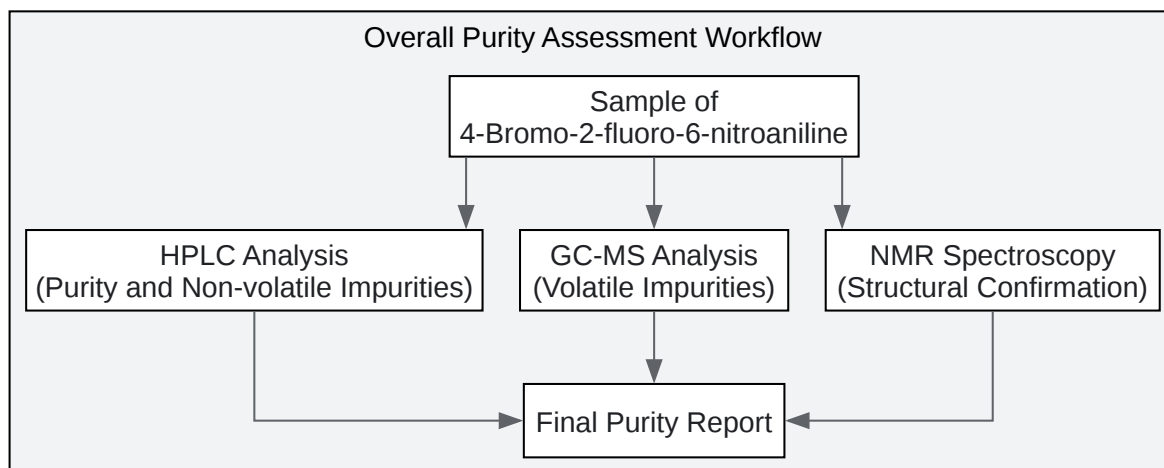 Overall Purity Assessment Workflow
Sample of
4-Bromo-2-fluoro-6-nitroaniline
HPLC Analysis
(Purity and Non-volatile Impurities)
GC-MS Analysis
(Volatile Impurities)
NMR Spectroscopy
(Structural Confirmation)
Final Purity Report